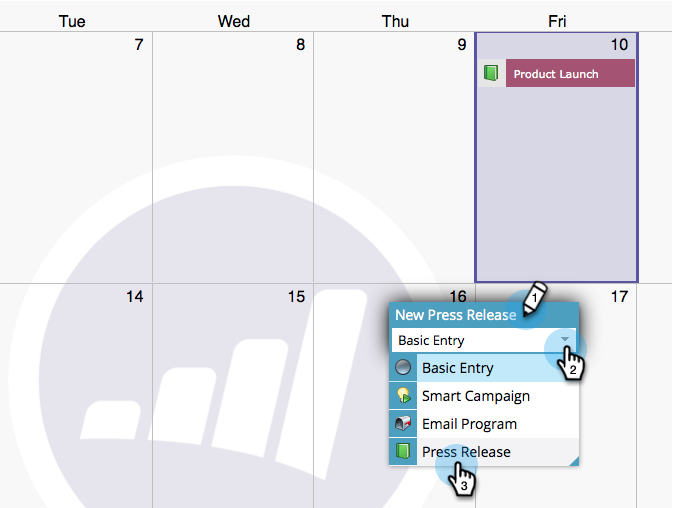 Tue Wed Thu Fri
7 8 9 10
Product Launch
14 15 16 17
1
New Press Release
Basic Entry
2
Basic Entry
Smart Campaign
Email Program
Press Release
3